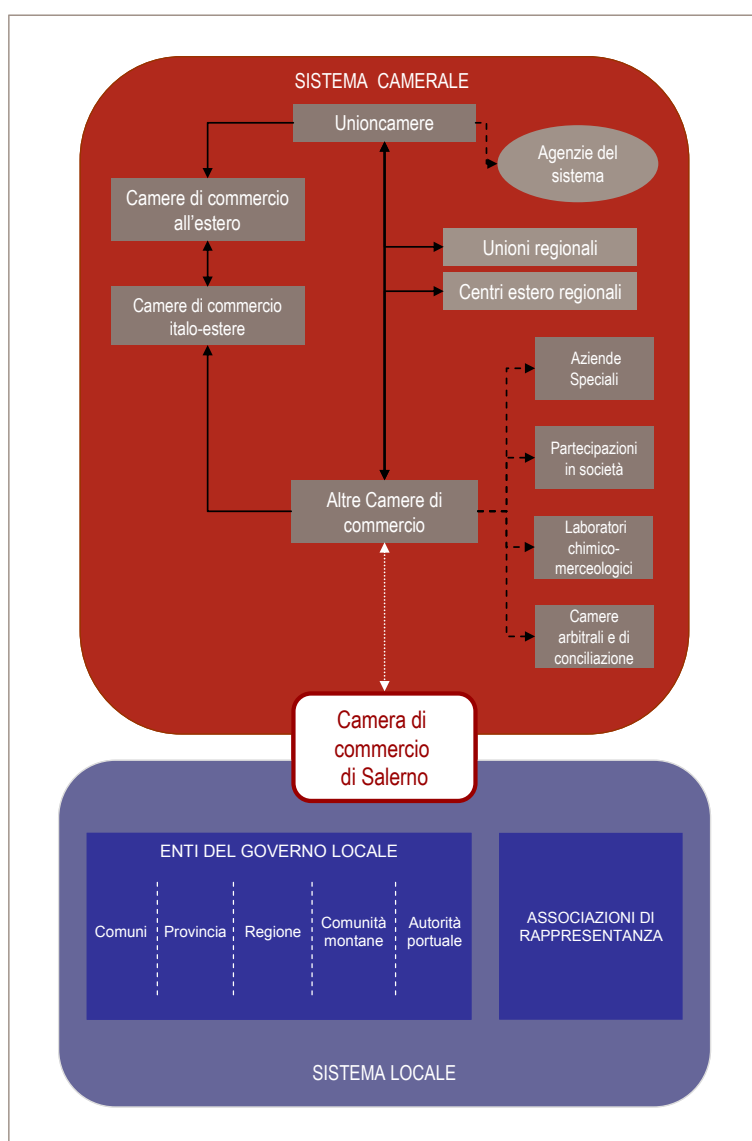 SISTEMA CAMERALE
Unioncamere
Agenzie del
sistema
Camere di commercio
all'estero
Unioni regionali
Centri estero regionali
Camere di commercio
italo-estere
Aziende
Speciali
Partecipazioni
in società
Altre Camere di
commercio
Laboratori
chimico-
merceologici
Camere
arbitrali e di
conciliazione
Camera di
commercio
di Salerno
ENTI DEL GOVERNO LOCALE
Comuni
Provincia
Regione
Comunità
montane
Autorità
portuale
ASSOCIAZIONI DI
RAPPRESENTANZA
SISTEMA LOCALE